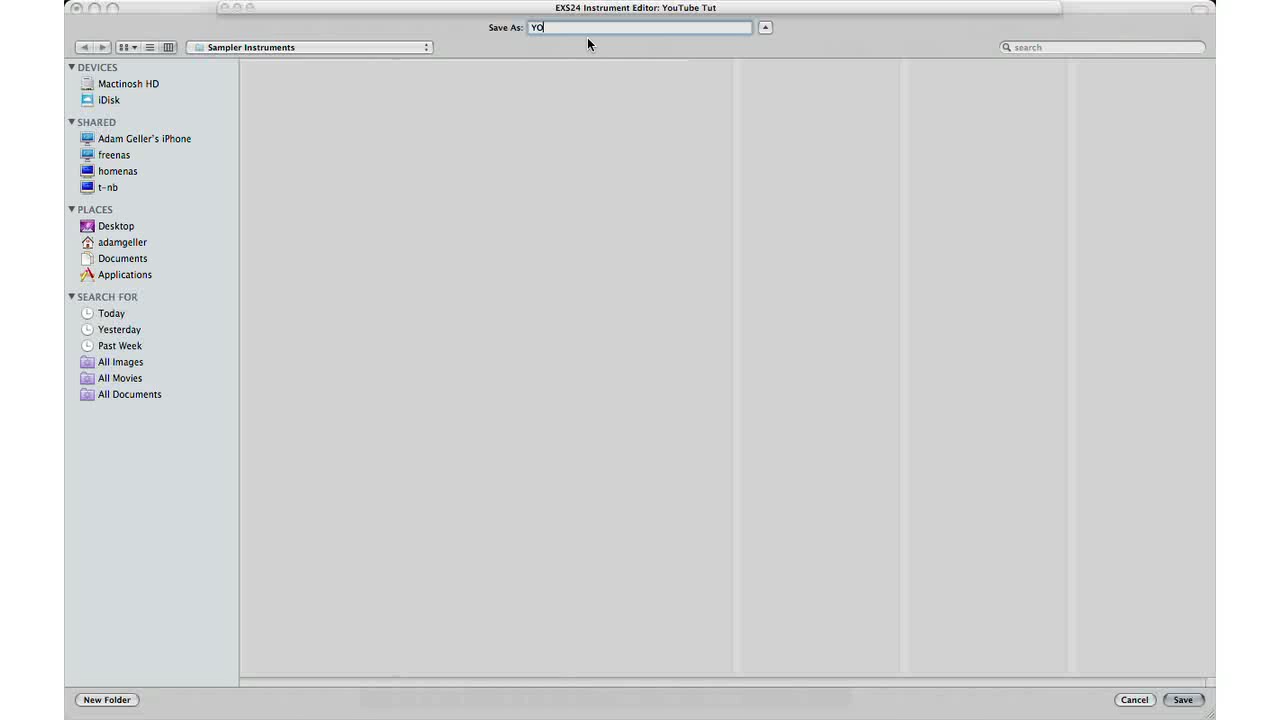 EXS24 Instrument Editor: YouTube Tut
Save As: YO
Sampler Instruments
search
DEVICES
Mactinosh HD
iDisk
SHARED
Adam Geller's iPhone
freenas
homenas
t-nb
PLACES
Desktop
adamgeller
Documents
Applications
SEARCH FOR
Today
Yesterday
Past Week
All Images
All Movies
All Documents
New Folder
Cancel
Save